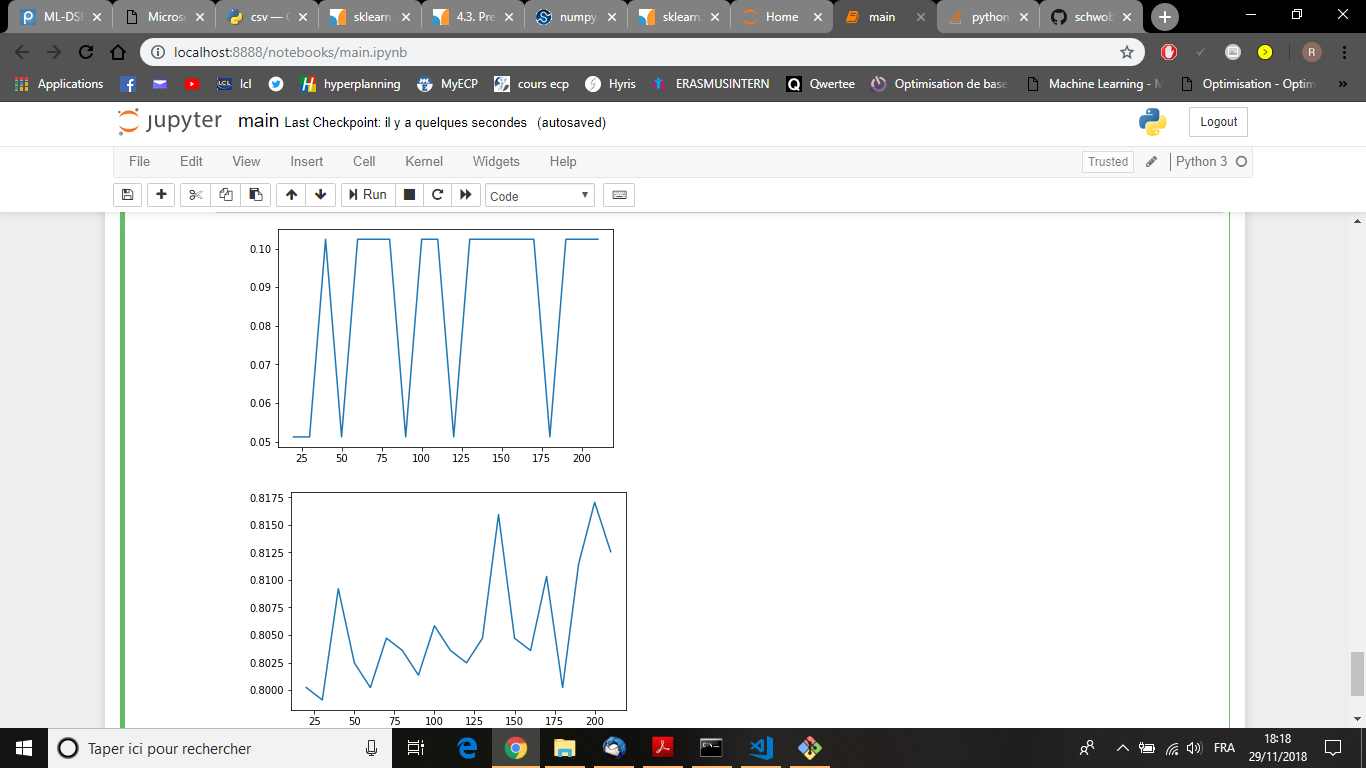 ML-DSI
Microso
csv — (
sklearn.
4.3. Pre
numpy.
sklearn
Home
main
python
schwob
localhost:8888/notebooks/main.ipynb
R
Applications
LCL lcl
hyperplanning
MyECP
cours ecp
Hyris
ERASMUSINTERN
Q Qwertee
Optimisation de base
Machine Learning - M
Optimisation - Optim
»
jupyter main Last Checkpoint: il y a quelques secondes (autosaved)
Logout
File Edit View Insert Cell Kernel Widgets Help
Trusted
Python 3
Run
Code
0.10
0.09
0.08
0.07
0.06
0.05
25 50 75 100 125 150 175 200
0.8175
0.8150
0.8125
0.8100
0.8075
0.8050
0.8025
0.8000
25 50 75 100 125 150 175 200
Taper ici pour rechercher
FRA
18:18
29/11/2018